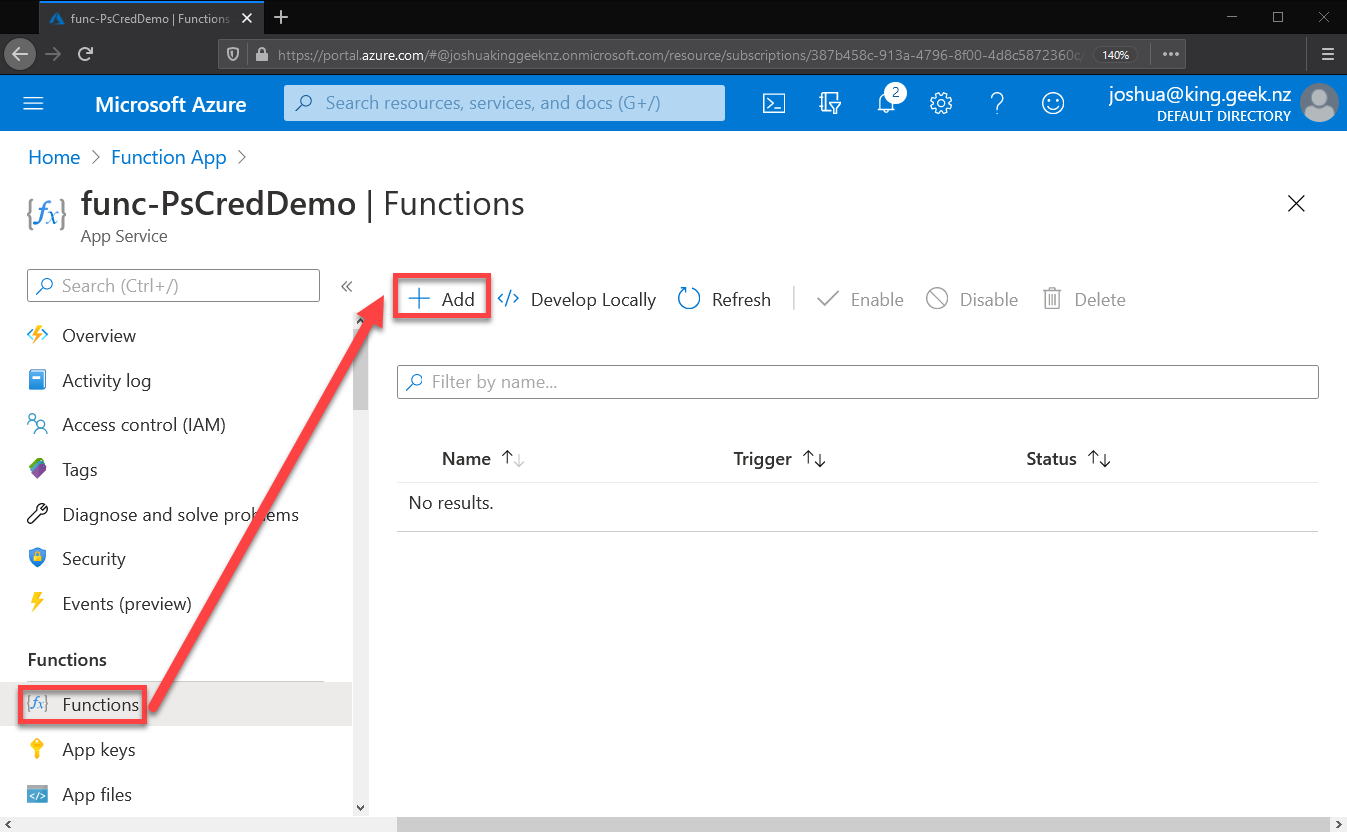 func-PsCredDemo | Functions
https://portal.azure.com/#@joshuakinggeeknz.onmicrosoft.com/resource/subscriptions/387b458c-913a-4796-8f00-4d8c5872360c/
140%
Microsoft Azure
Search resources, services, and docs (G+/)
2
joshua@king.geek.nz
DEFAULT DIRECTORY
Home > Function App >
{fx}
func-PsCredDemo | Functions
App Service
Search (Ctrl+/)
«
Add
</> Develop Locally
Refresh
Enable
Disable
Delete
Overview
Activity log
Access control (IAM)
Tags
Diagnose and solve problems
Security
Events (preview)
Functions
{fx} Functions
App keys
</> App files
Filter by name...
Name ↑↓ Trigger ↑↓ Status ↑↓
No results.